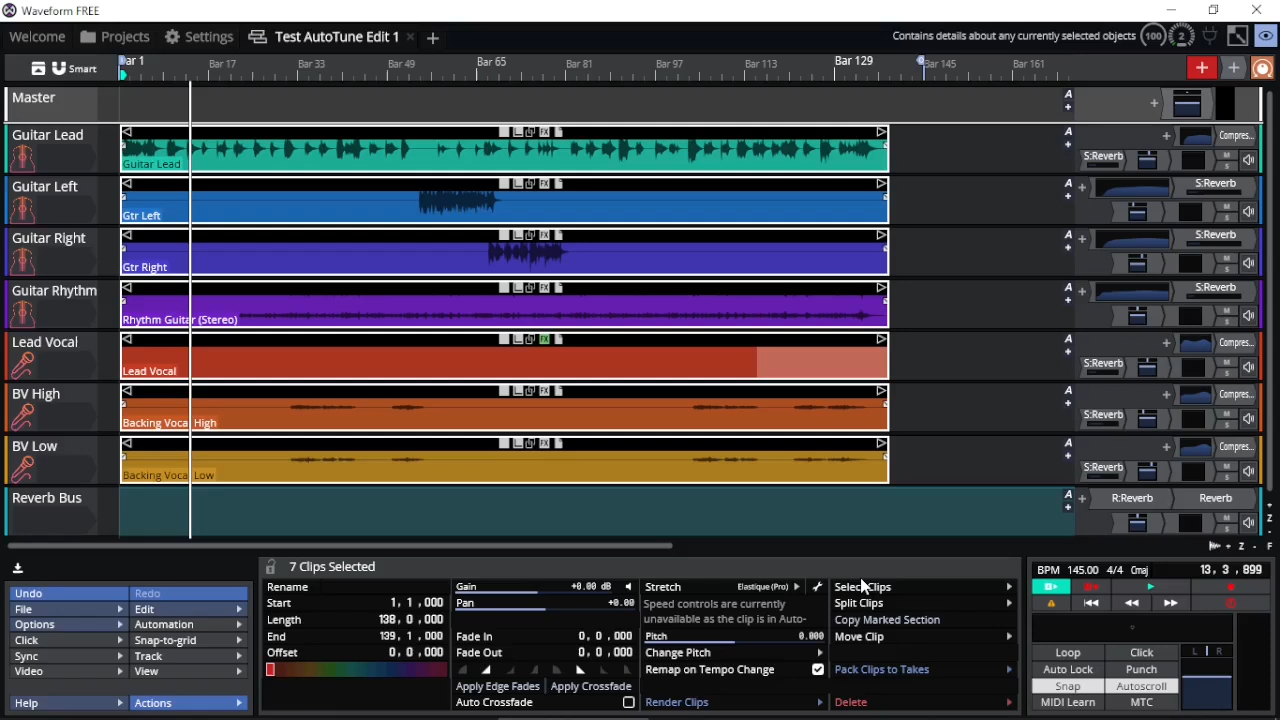 Waveform FREE
Welcome Projects Settings Test AutoTune Edit 1 Contains details about any currently selected objects 100 2
Smart Bar 1 Bar 17 Bar 33 Bar 49 Bar 65 Bar 81 Bar 97 Bar 113 Bar 129 Bar 145 Bar 161
Master A
Guitar Lead A Compres...
Guitar Lead S:Reverb M S
Guitar Left FX A S:Reverb
Gtr Left M S
Guitar Right FX A S:Reverb
Gtr Right M S
Guitar Rhythm FX A S:Reverb
Rhythm Guitar (Stereo) M S
Lead Vocal FX A Compres...
Lead Vocal S:Reverb M S
BV High FX A Compres...
Backing Voca High S:Reverb M S
BV Low FX A Compres...
Backing Voca Low S:Reverb M S
Reverb Bus A R:Reverb Reverb
M S
Z
Z F
7 Clips Selected
BPM 145.00 4/4 Cmaj 13, 3, 899
Undo Redo
File Edit
Options Automation
Click Snap-to-grid
Sync Track
Video View
Help Actions
Rename
Start 1, 1, 000
Length 138, 0, 000
End 139, 1, 000
Offset 0, 0, 000
Gain +0.00 dB
Pan +0.00
Fade In 0, 0, 000
Fade Out 0, 0, 000
Apply Edge Fades Apply Crossfade
Auto Crossfade
Stretch Elastique (Pro)
Speed controls are currently
unavailable as the clip is in Auto-
Pitch 0.000
Change Pitch
Remap on Tempo Change
Render Clips
Select Clips
Split Clips
Copy Marked Section
Move Clip
Pack Clips to Takes
Delete
Loop Click
Auto Lock Punch
Snap Autoscroll
MIDI Learn MTC
L R